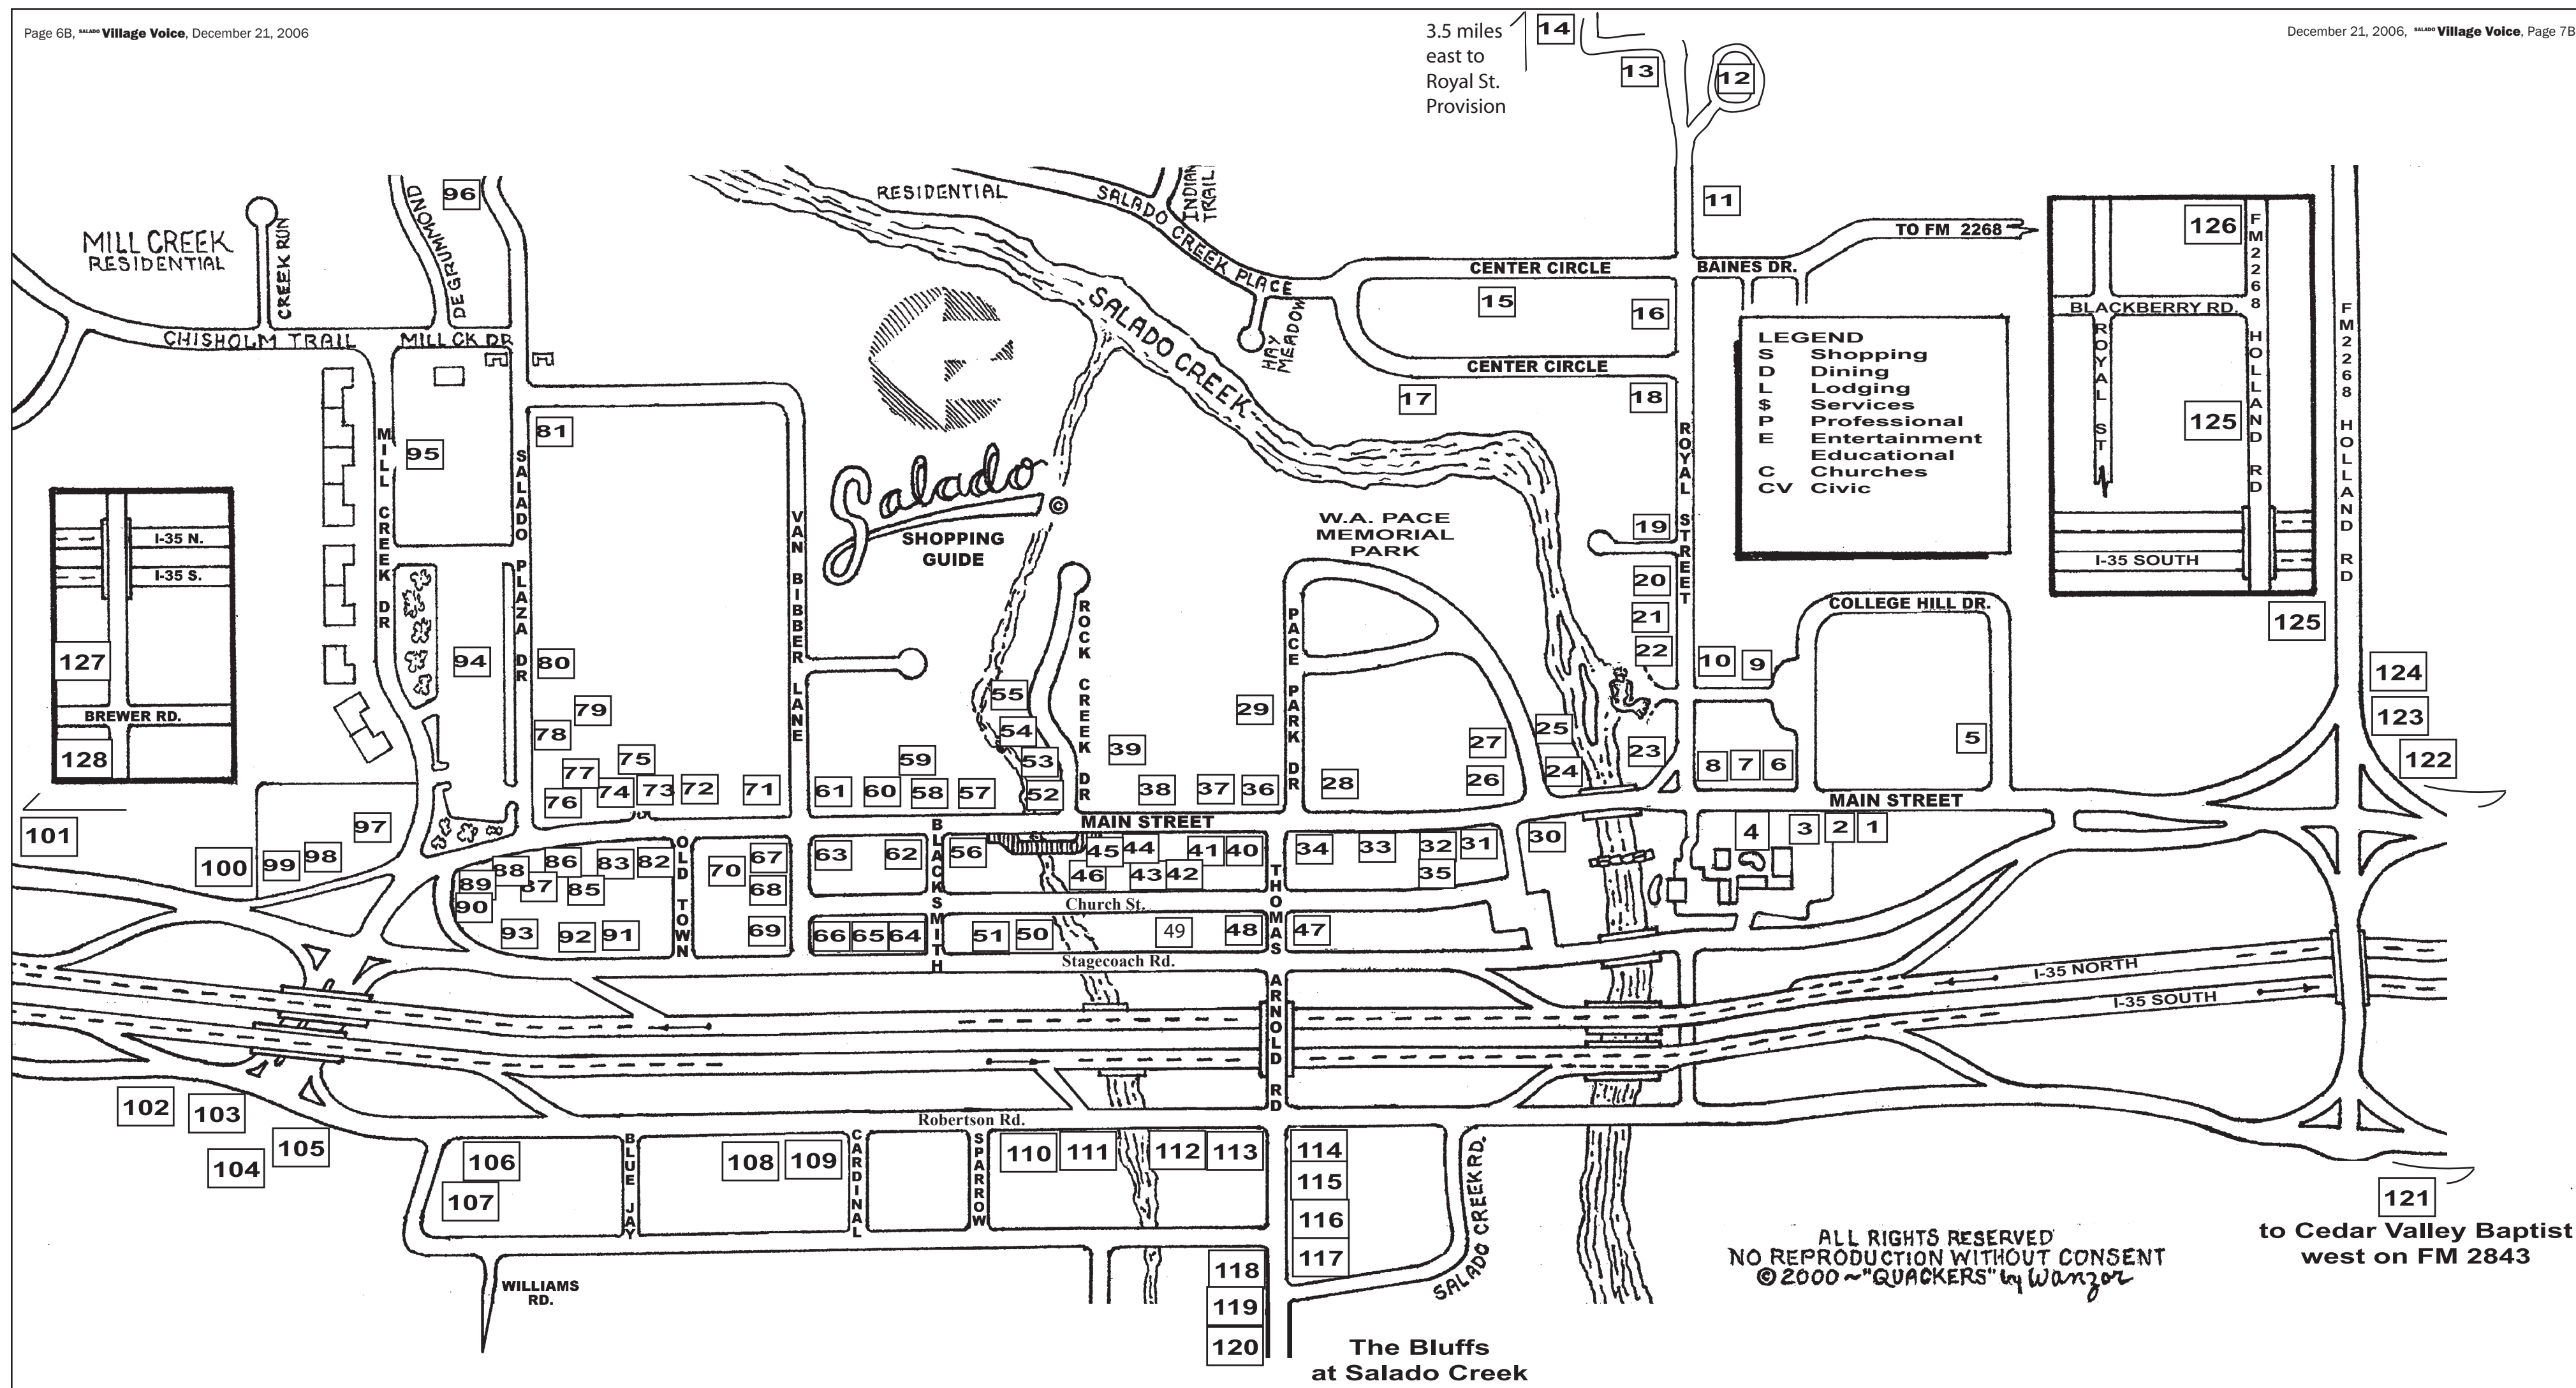 Page 6B, SALADO Village Voice, December 21, 2006
December 21, 2006, SALADO Village Voice, Page 7B
3.5 miles
east to
Royal St.
Provision
14
13
12
11
96
RESIDENTIAL
SALADO CREEK PLACE
INDIAN
TRAIL
MILL CREEK
RESIDENTIAL
CREEK RUN
DE GRUMMOND
CHISHOLM TRAIL
MILL CK DR
SALADO CREEK
HAY
MEADOW
CENTER CIRCLE
BAINES DR.
TO FM 2268
15
16
CENTER CIRCLE
17
18
LEGEND
S Shopping
D Dining
L Lodging
$ Services
P Professional
E Entertainment
Educational
C Churches
CV Civic
126
FM2268 HOLLAND RD
BLACKBERRY RD.
ROYAL ST
125
I-35 SOUTH
FM2268 HOLLAND RD
125
124
123
122
81
95
MILL CREEK DR
SALADO PLAZA DR
VAN BIBBER LANE
Salado
©
SHOPPING
GUIDE
W.A. PACE
MEMORIAL
PARK
ROYAL STREET
19
20
21
22
10
9
COLLEGE HILL DR.
5
I-35 N.
I-35 S.
127
BREWER RD.
128
94
80
79
78
77
75
76
74
73
72
71
ROCK CREEK DR
PACE PARK DR
55
54
53
52
59
61
60
58
57
39
38
37
36
29
28
27
26
25
24
23
8
7
6
MAIN STREET
MAIN STREET
101
100
99
98
97
88
86
83
82
89
87
85
90
93
92
91
OLD TOWN
70
67
68
69
63
62
BLACKSMITH
56
45
44
41
40
46
43
42
THOMAS ARNOLD RD
34
33
32
31
35
30
4
3
2
1
Church St.
66
65
64
51
50
49
48
47
Stagecoach Rd.
I-35 NORTH
I-35 SOUTH
102
103
104
105
Robertson Rd.
106
107
BLUE JAY
108
109
CARDINAL
SPARROW
110
111
112
113
114
115
116
117
118
119
120
SALADO CREEK RD.
WILLIAMS
RD.
121
to Cedar Valley Baptist
west on FM 2843
ALL RIGHTS RESERVED
NO REPRODUCTION WITHOUT CONSENT
© 2000 ~ "QUACKERS" by Wanzor
The Bluffs
at Salado Creek